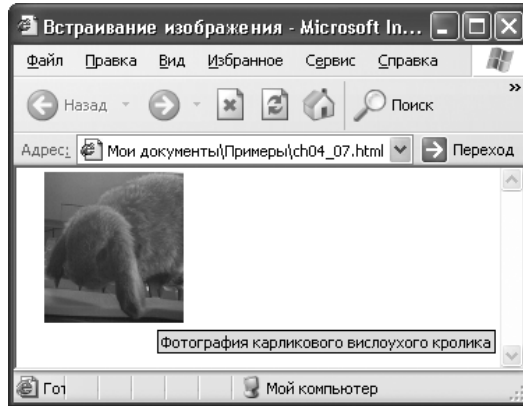 Встраивание изображения - Microsoft In...
Файл Правка Вид Избранное Сервис Справка
Назад Поиск »
Адрес: Мои документы\Примеры\ch04_07.html Переход
Фотография карликового вислоухого кролика
Гот Мой компьютер